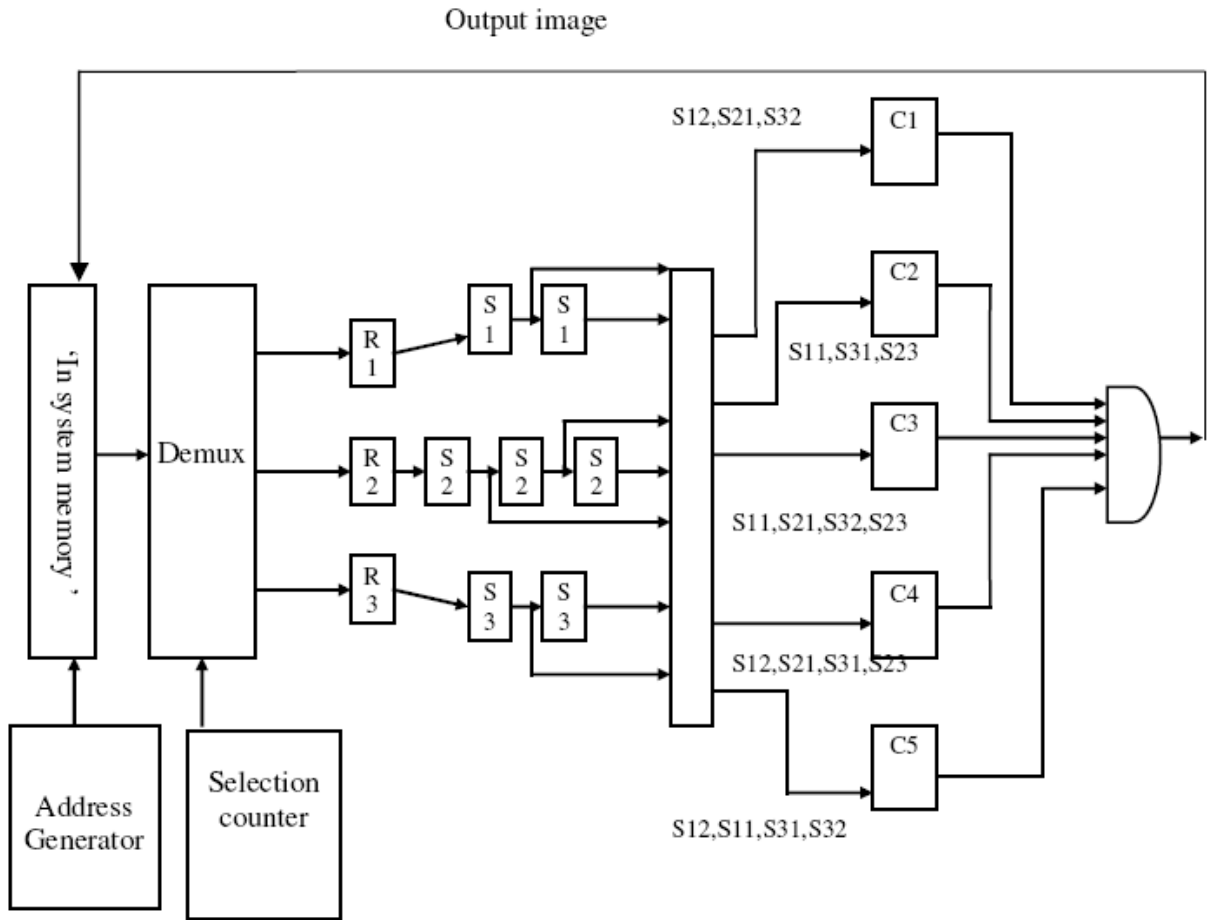 Output image
S12,S21,S32
C1
C2
S
1
S
1
R
1
S11,S31,S23
'In system memory '
Demux
C3
R
2
S
2
S
2
S
2
S11,S21,S32,S23
R
3
S
3
S
3
C4
S12,S21,S31,S23
C5
Address
Generator
Selection
counter
S12,S11,S31,S32